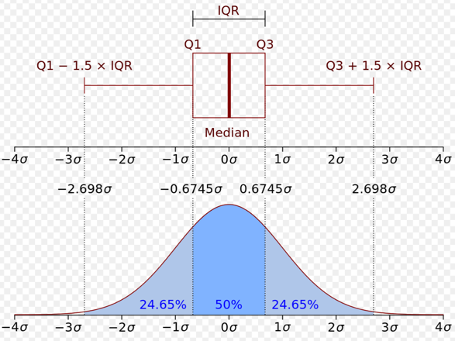 IQR
Q1 Q3
Q1 − 1.5 × IQR Q3 + 1.5 × IQR
Median
−4σ −3σ −2σ −1σ 0σ 1σ 2σ 3σ 4σ
−2.698σ −0.6745σ 0.6745σ 2.698σ
24.65% 50% 24.65%
−4σ −3σ −2σ −1σ 0σ 1σ 2σ 3σ 4σ